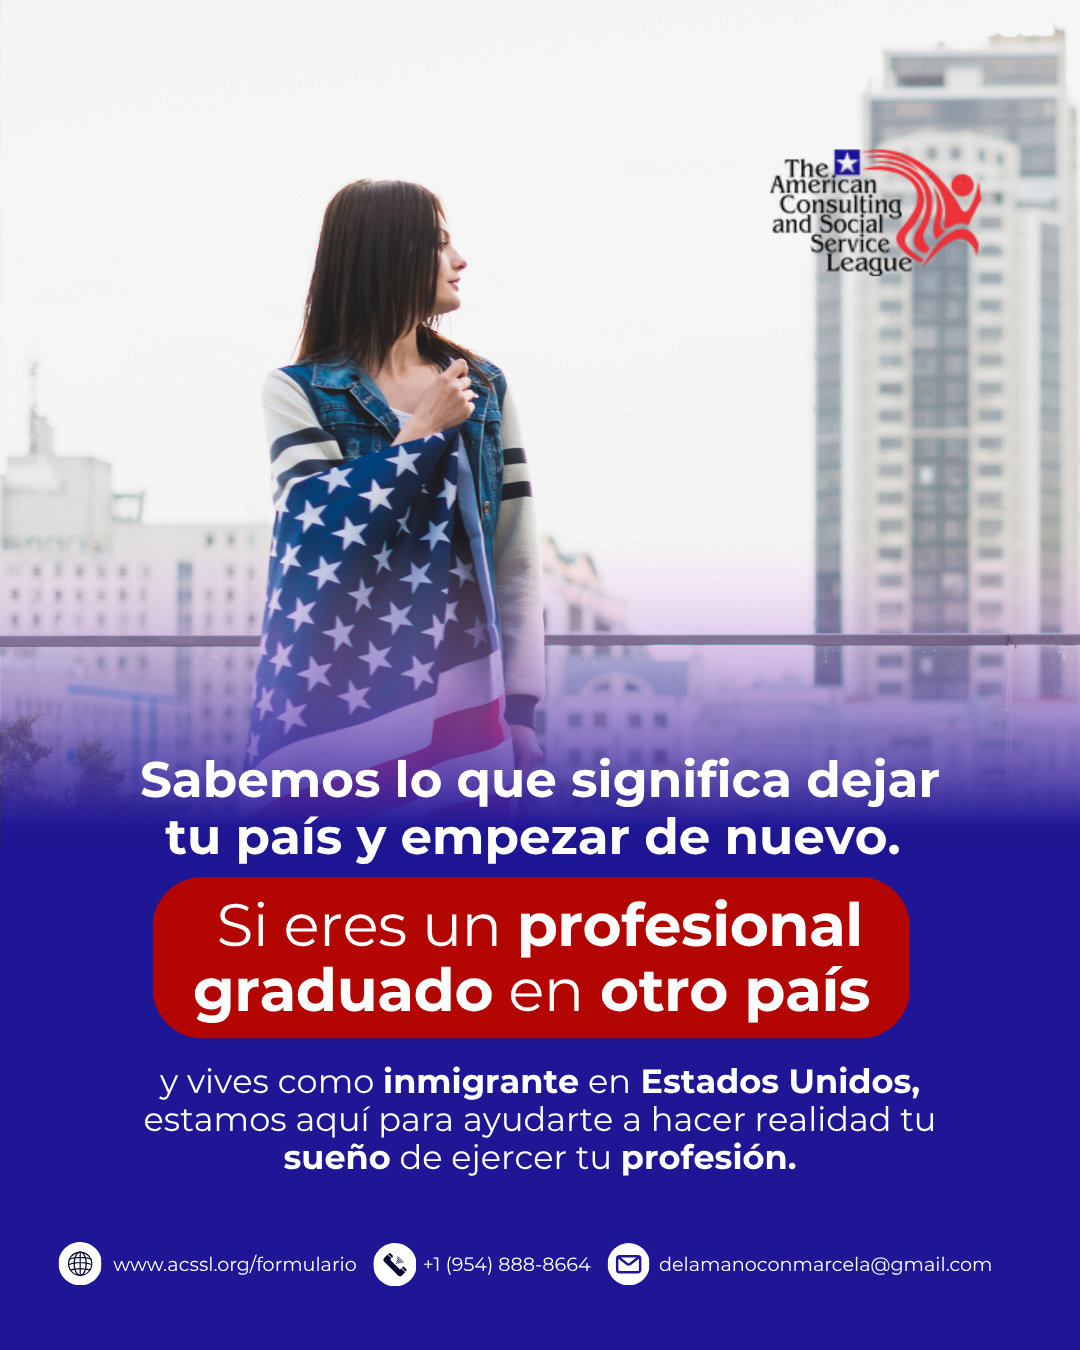 The
American
Consulting
and Social
Service
League
Sabemos lo que significa dejar
tu país y empezar de nuevo.
Si eres un profesional
graduado en otro país
y vives como inmigrante en Estados Unidos,
estamos aquí para ayudarte a hacer realidad tu
sueño de ejercer tu profesión.
www.acssl.org/formulario +1 (954) 888-8664 delamanoconmarcela@gmail.com